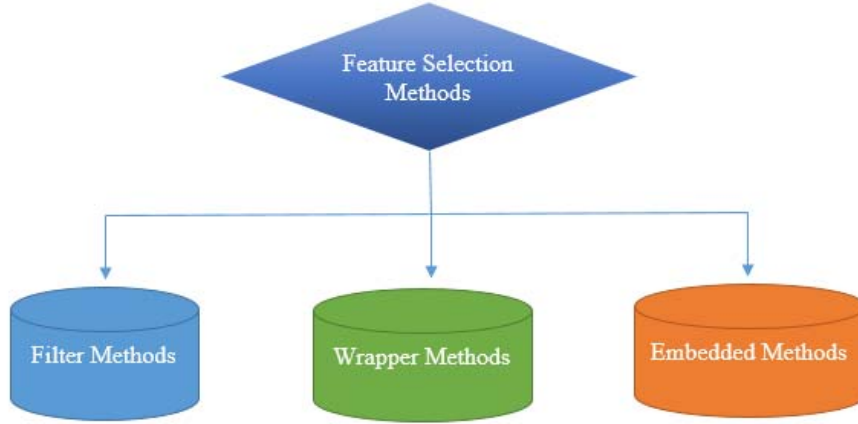 Feature Selection
Methods
Filter Methods
Wrapper Methods
Embedded Methods